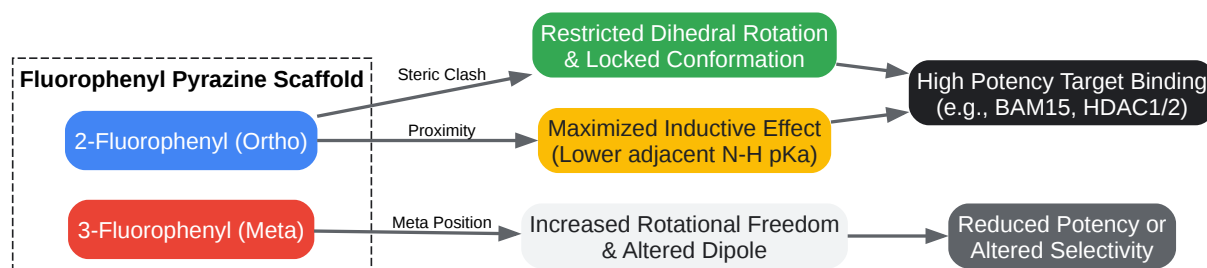 Fluorophenyl Pyrazine Scaffold
2-Fluorophenyl (Ortho)
3-Fluorophenyl (Meta)
Steric Clash
Proximity
Meta Position
Restricted Dihedral Rotation
& Locked Conformation
Maximized Inductive Effect
(Lower adjacent N-H pKa)
Increased Rotational Freedom
& Altered Dipole
High Potency Target Binding
(e.g., BAM15, HDAC1/2)
Reduced Potency or
Altered Selectivity